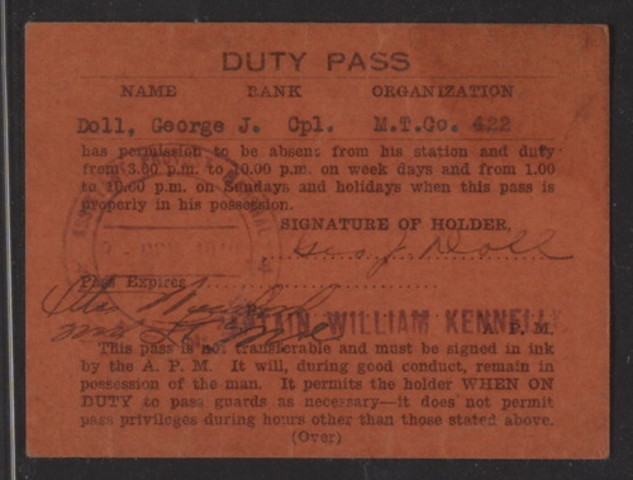 DUTY PASS
NAME RANK ORGANIZATION
Doll, George J. Cpl. M.T.Co. 422
has permission to be absent from his station and duty
from 3.00 p.m. to 10.00 p.m. on week days and from 1.00
to 10.00 p.m. on Sundays and holidays when this pass is
properly in his possession.
SIGNATURE OF HOLDER,
Geo J Doll
Pass Expires
WILLIAM KENNELLY
A. P. M.
This pass is not transferable and must be signed in ink
by the A. P. M. It will, during good conduct, remain in
possession of the man. It permits the holder WHEN ON
DUTY to pass guards as necessary—it does not permit
pass privileges during hours other than those stated above.
(Over)